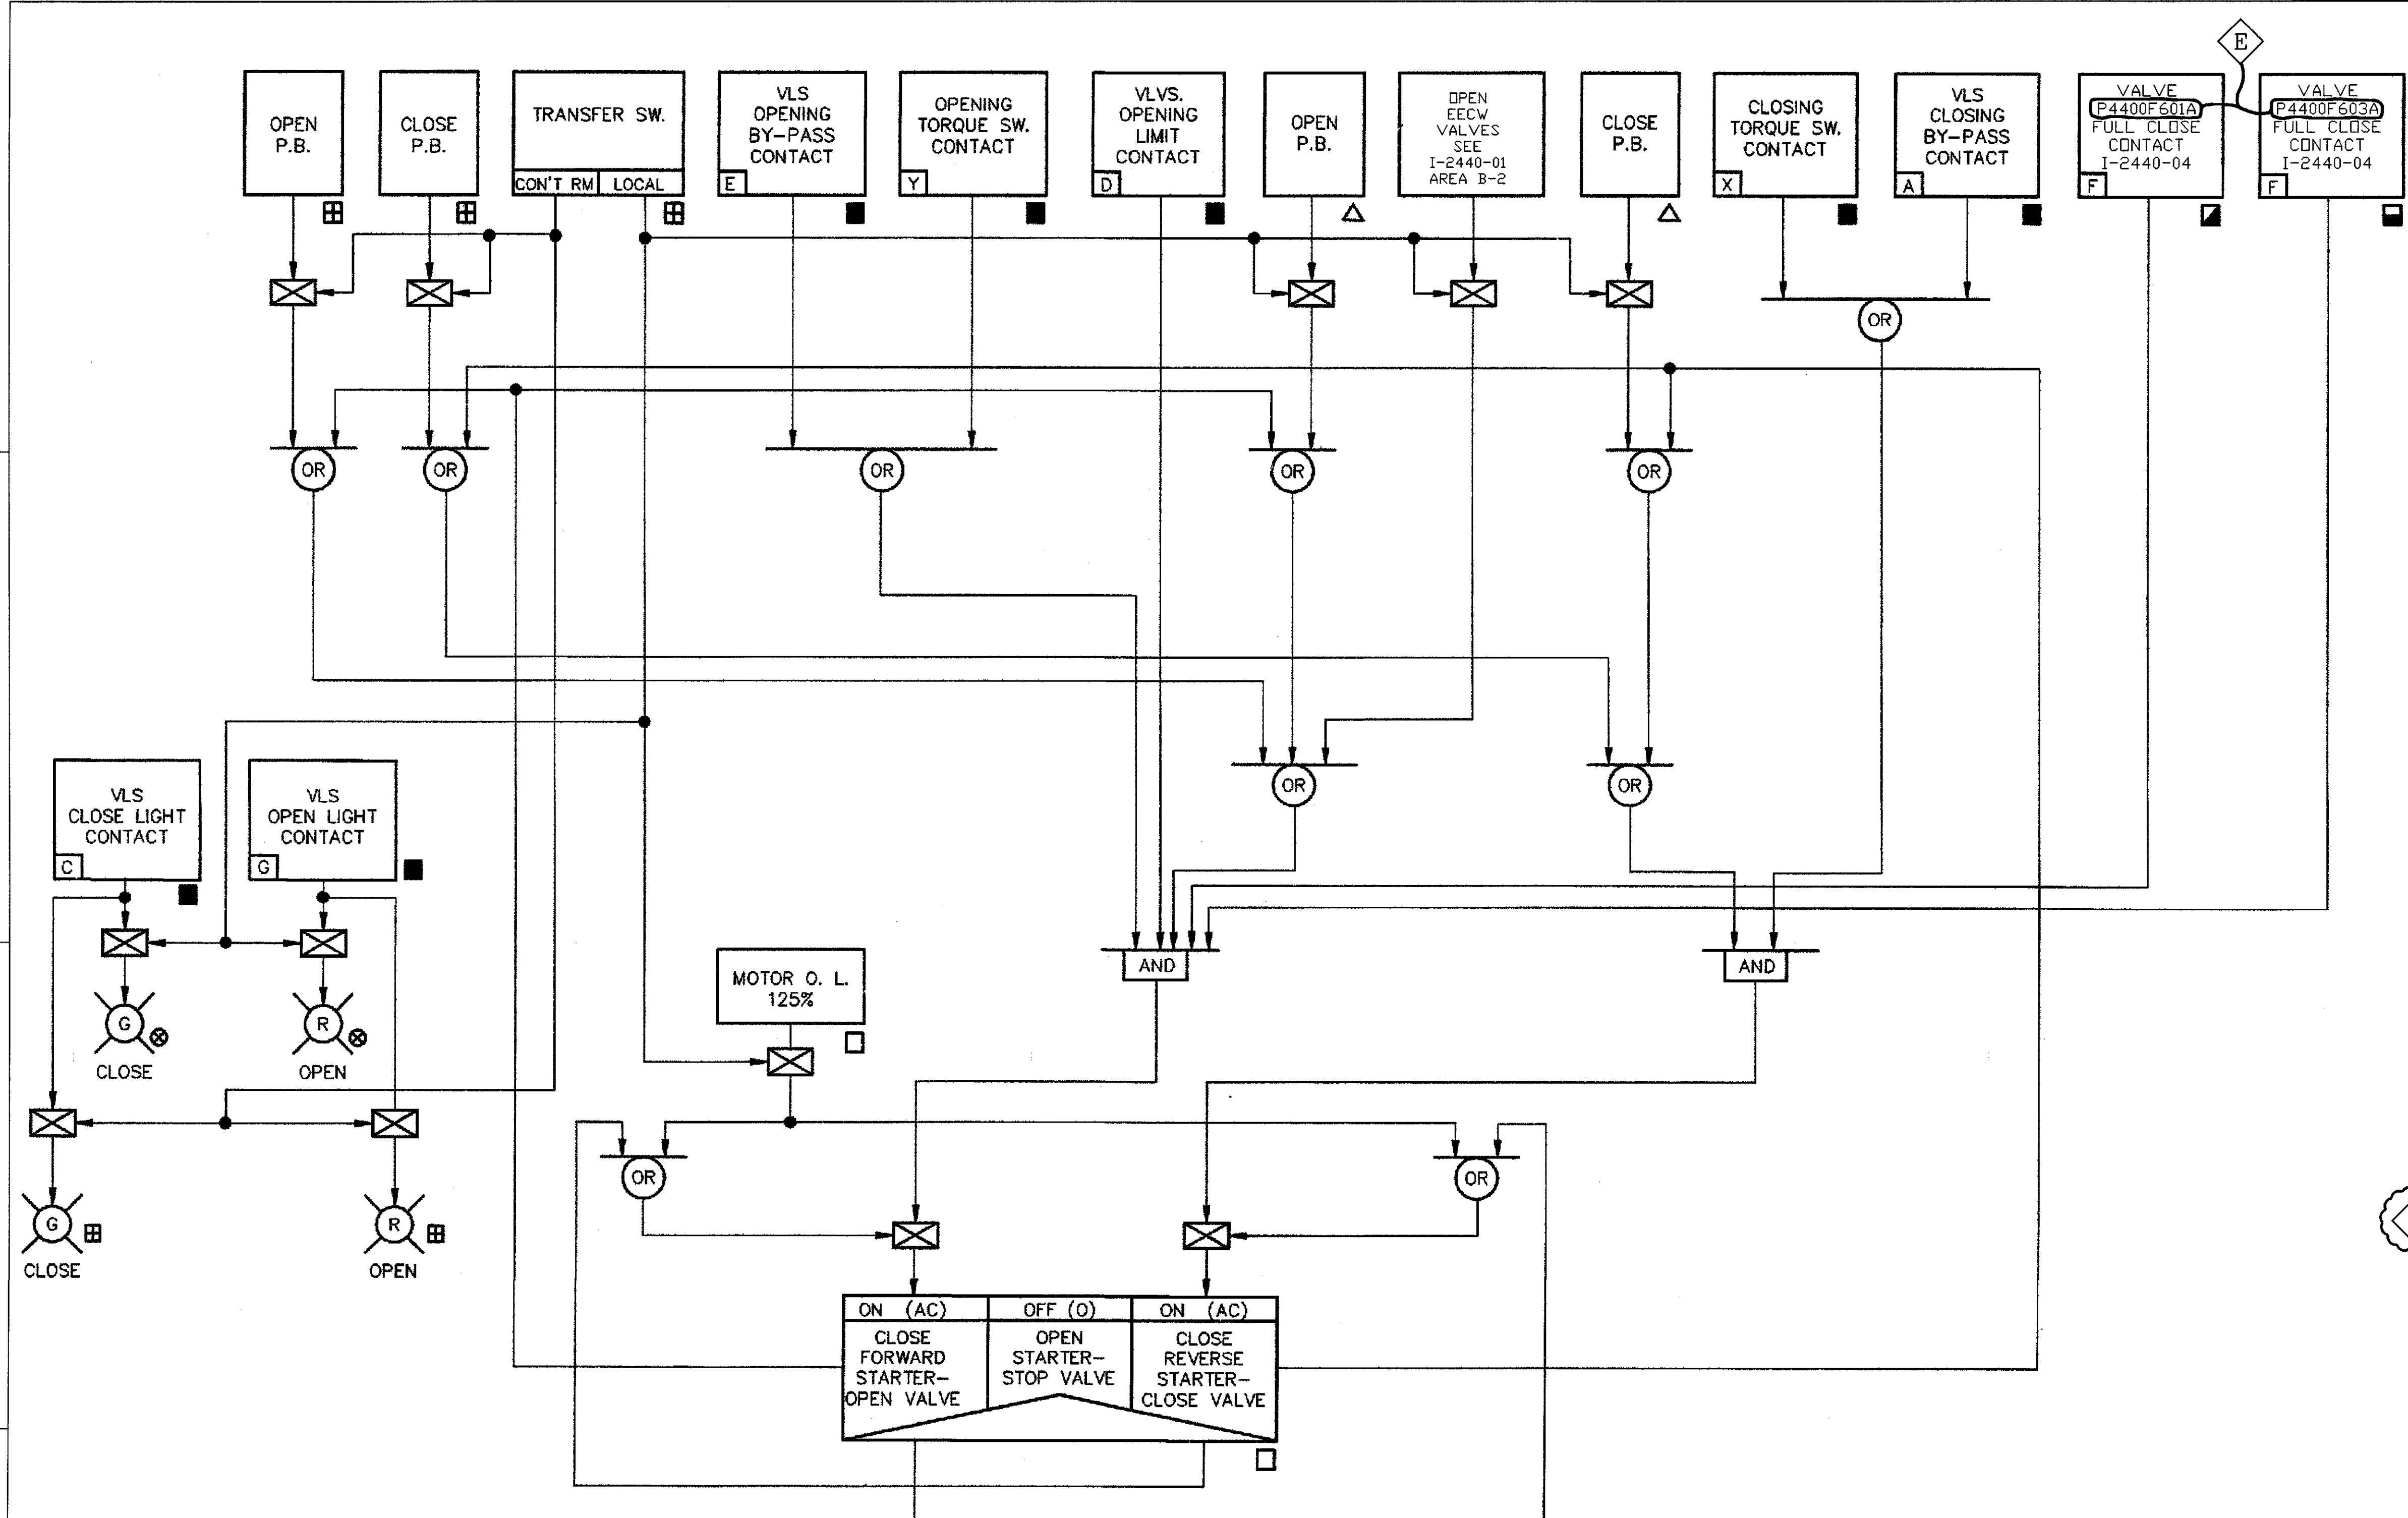 E
OPEN
P.B.
CLOSE
P.B.
TRANSFER SW.
CON'T RM
LOCAL
VLS
OPENING
BY-PASS
CONTACT
E
OPENING
TORQUE SW.
CONTACT
Y
VLVS.
OPENING
LIMIT
CONTACT
D
OPEN
P.B.
OPEN
EECW
VALVES
SEE
I-2440-01
AREA B-2
CLOSE
P.B.
CLOSING
TORQUE SW.
CONTACT
X
VLS
CLOSING
BY-PASS
CONTACT
A
VALVE
P4400F601A
FULL CLOSE
CONTACT
I-2440-04
F
VALVE
P4400F603A
FULL CLOSE
CONTACT
I-2440-04
F
OR
OR
OR
OR
OR
OR
OR
OR
VLS
CLOSE LIGHT
CONTACT
C
VLS
OPEN LIGHT
CONTACT
G
AND
AND
MOTOR O. L.
125%
G
CLOSE
R
OPEN
OR
OR
G
CLOSE
R
OPEN
ON (AC)
OFF (O)
ON (AC)
CLOSE
FORWARD
STARTER-
OPEN VALVE
OPEN
STARTER-
STOP VALVE
CLOSE
REVERSE
STARTER-
CLOSE VALVE